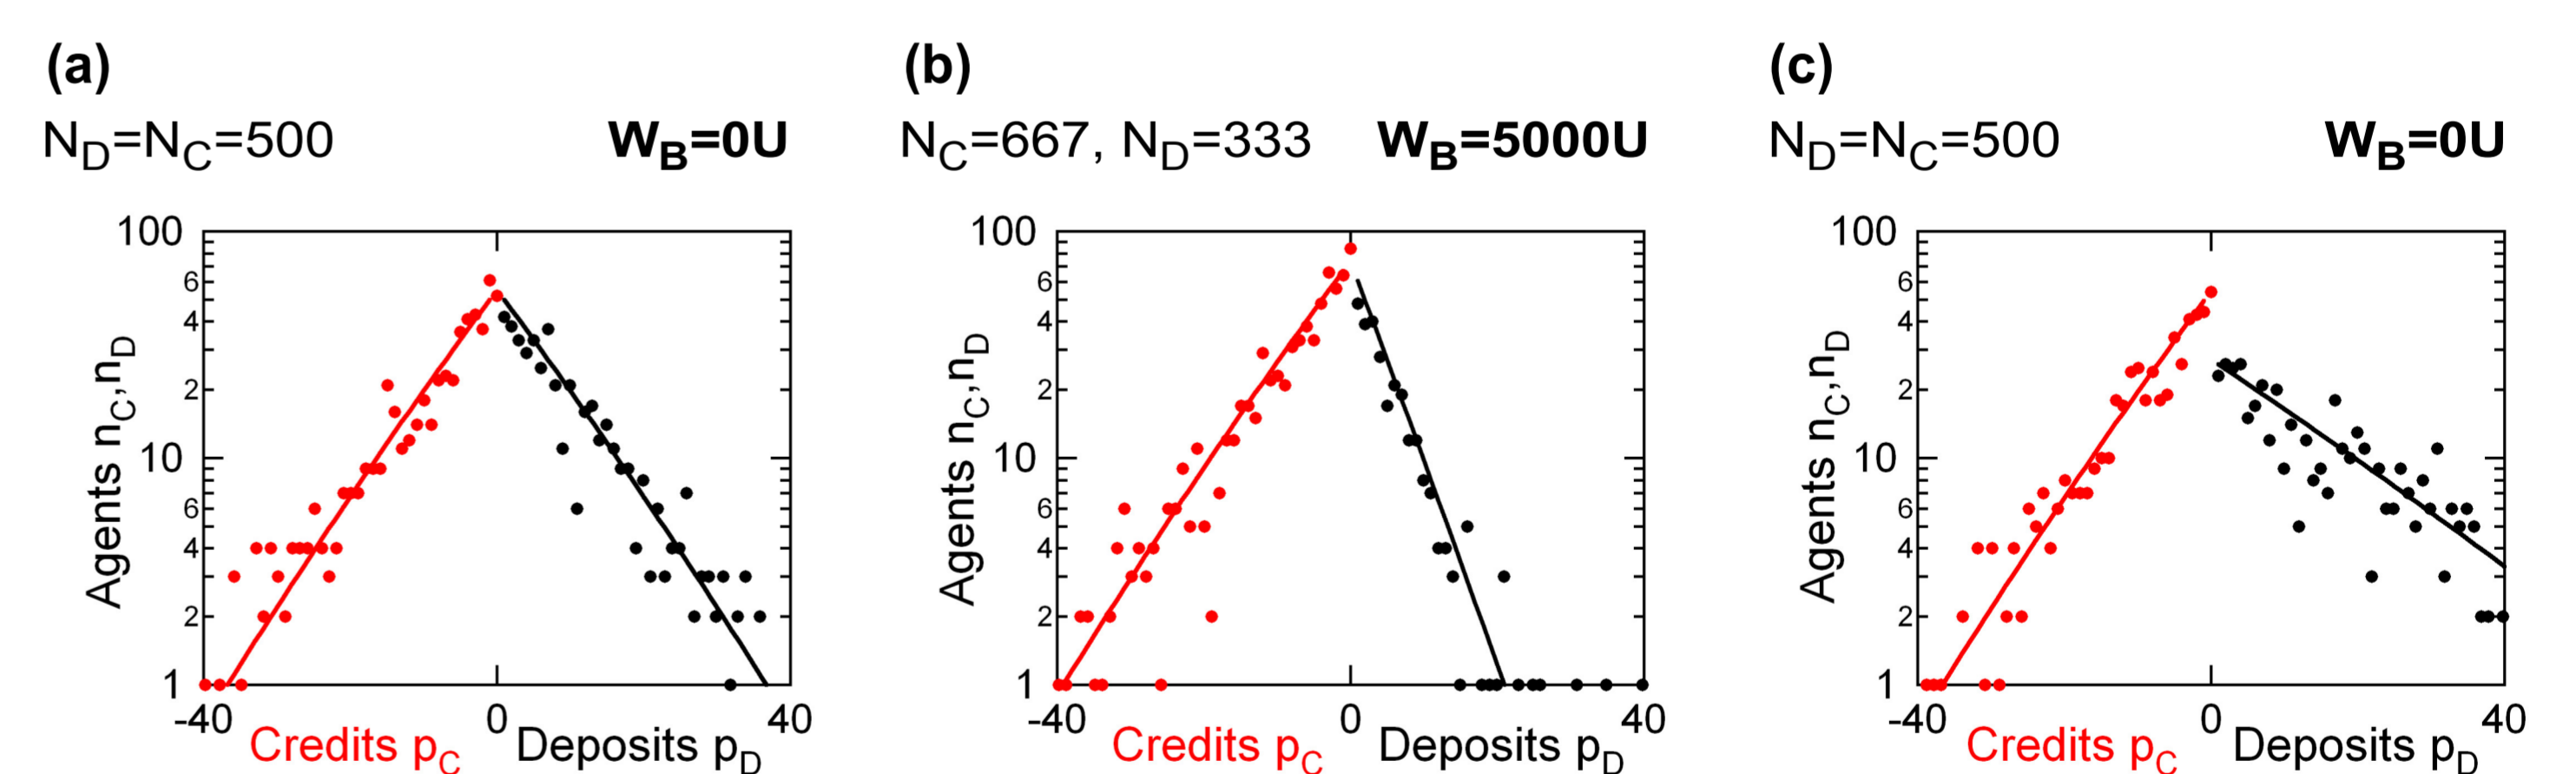 (a)
N_D=N_C=500 W_B=0U
100
6
4
2
10
6
4
2
1
-40 0 40
Agents n_C,n_D
Credits p_C Deposits p_D
(b)
N_C=667, N_D=333 W_B=5000U
100
6
4
2
10
6
4
2
1
-40 0 40
Agents n_C,n_D
Credits p_C Deposits p_D
(c)
N_D=N_C=500 W_B=0U
100
6
4
2
10
6
4
2
1
-40 0 40
Agents n_C,n_D
Credits p_C Deposits p_D